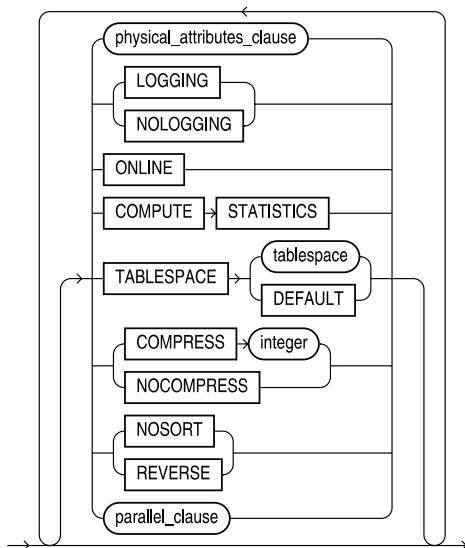 physical_attributes_clause
LOGGING
NOLOGGING
ONLINE
COMPUTE STATISTICS
tablespace
TABLESPACE
DEFAULT
COMPRESS integer
NOCOMPRESS
NOSORT
REVERSE
parallel_clause